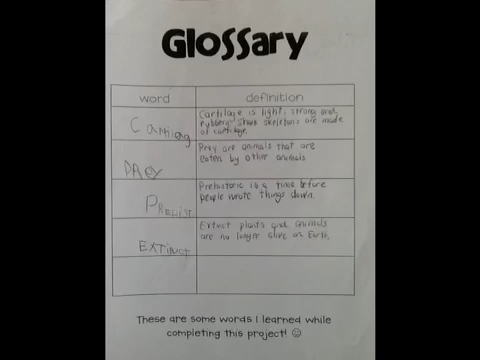 Glossary
word definition
Cartilag
Cartilage is light, strong and,
rubbery. Shark skeletons are made
of cartilage.
Prey
Prey are animals that are
eaten by other animals
Prehist
Prehistoric is a time before
people wrote things down.
Extinct
Extinct plants and animals
are no longer alive on Earth.
These are some words I learned while
completing this project! ☺